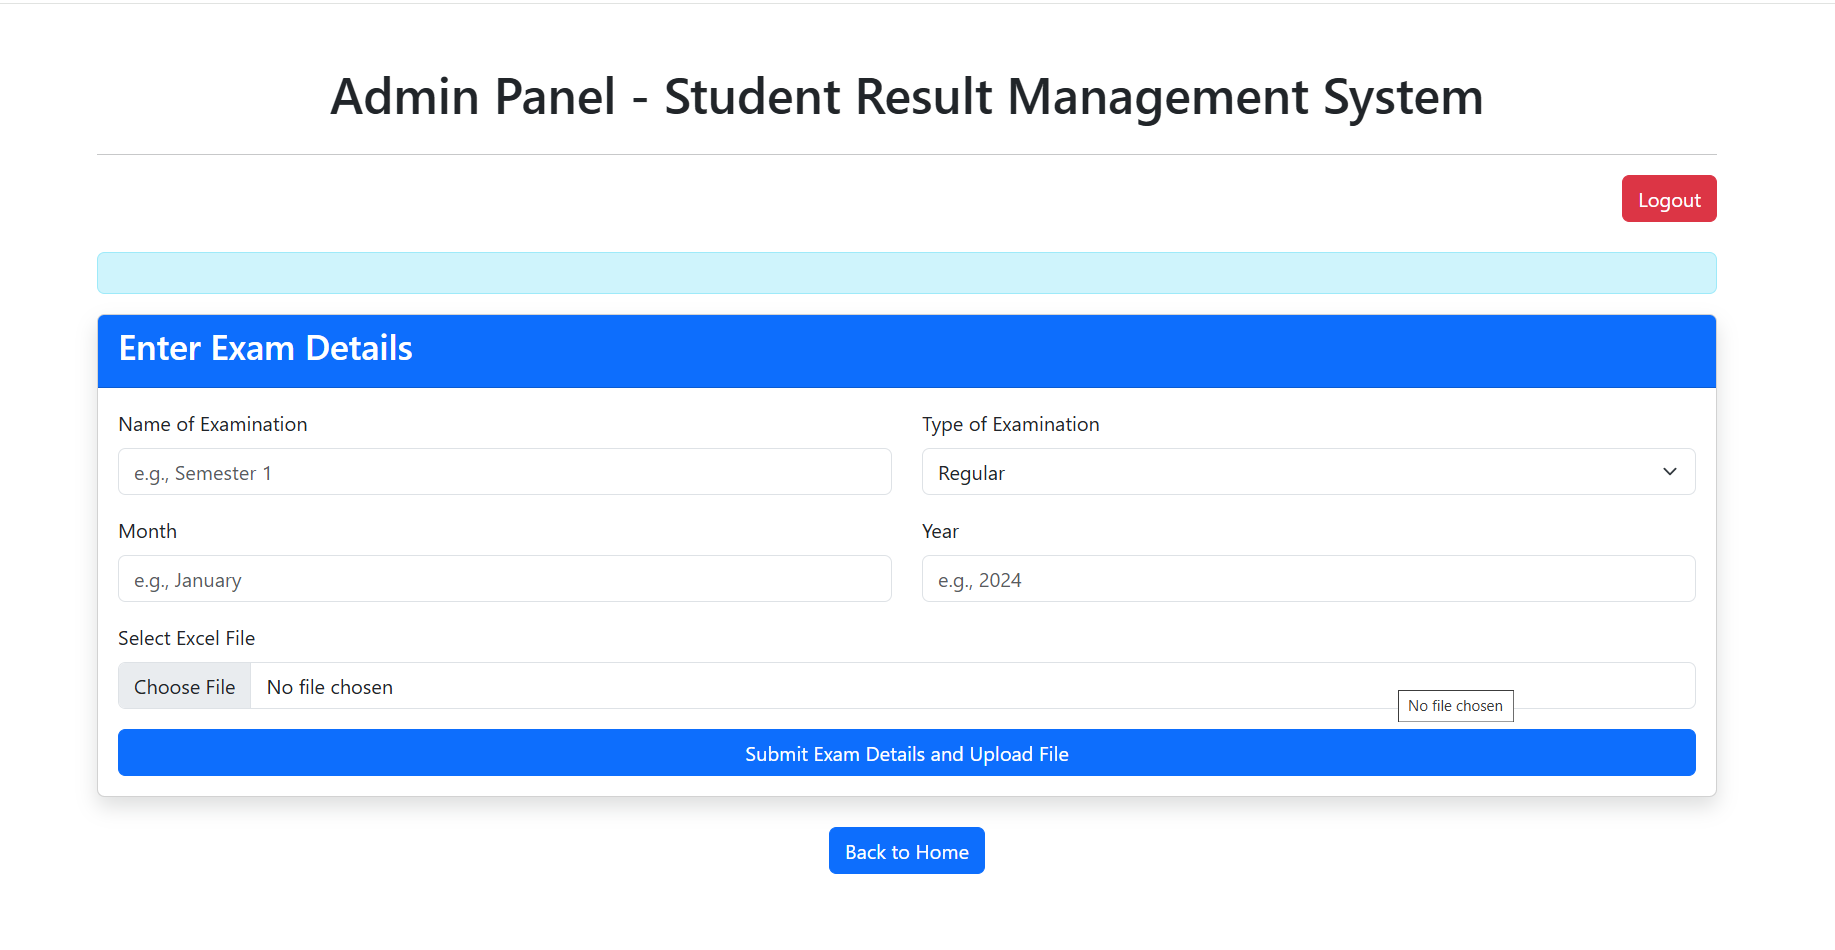 Admin Panel - Student Result Management System
Logout
Enter Exam Details
Name of Examination
Type of Examination
e.g., Semester 1
Regular
Month
Year
e.g., January
e.g., 2024
Select Excel File
Choose File No file chosen
No file chosen
Submit Exam Details and Upload File
Back to Home